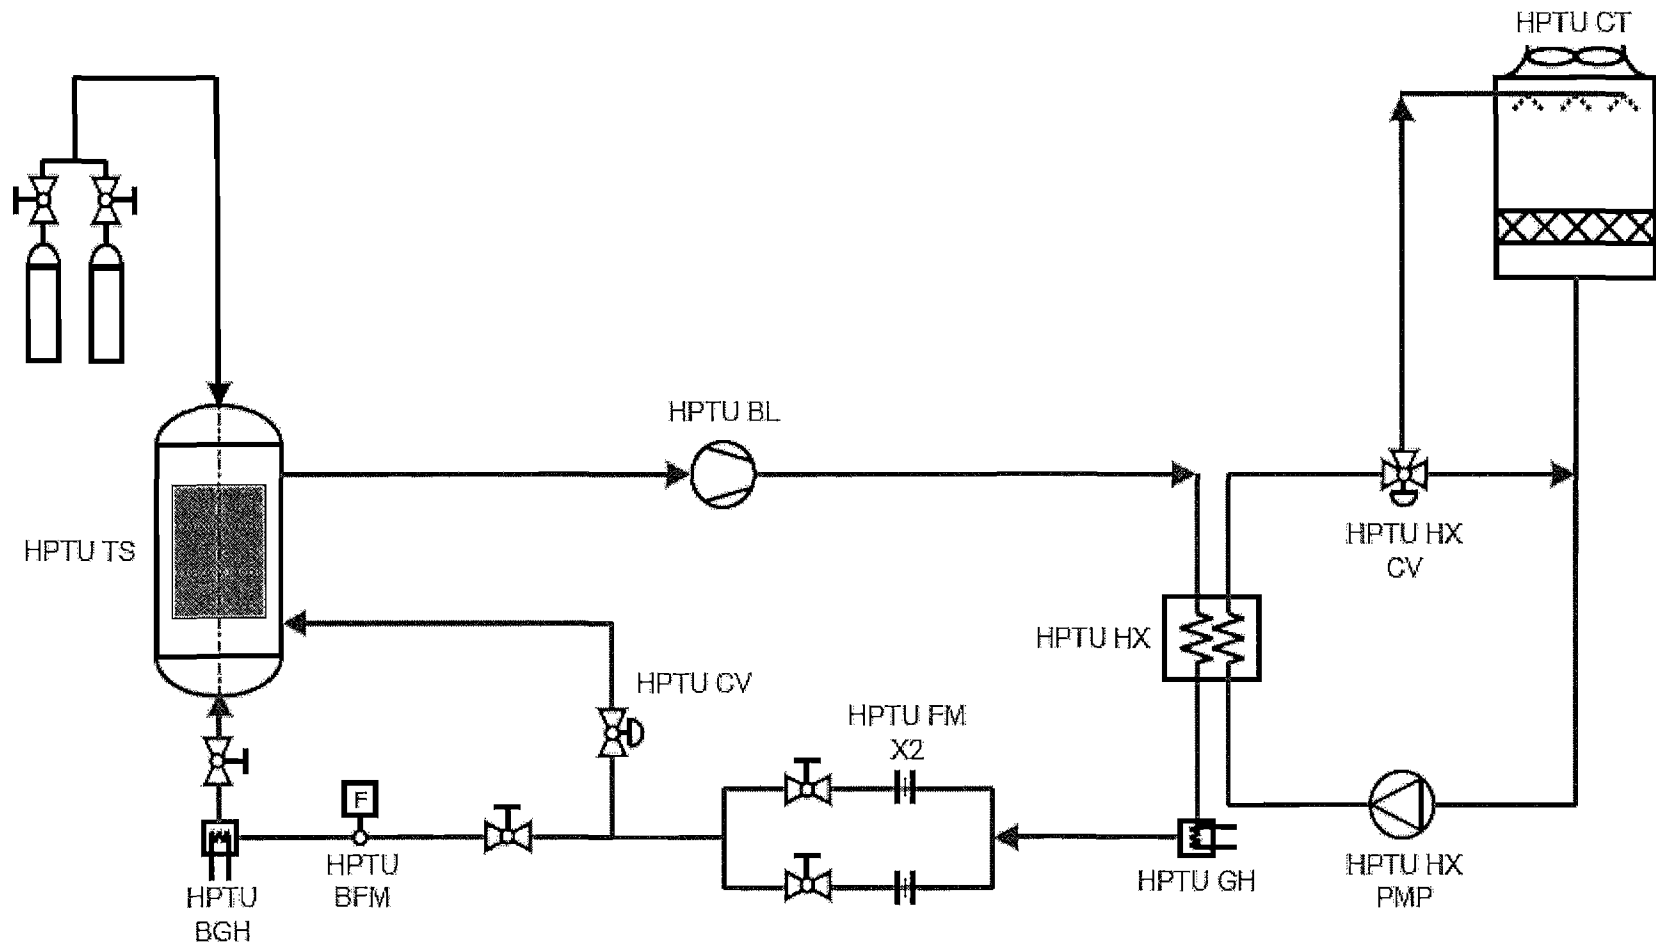 HPTU CT
HPTU BL
HPTU HX
CV
HPTU TS
HPTU HX
HPTU CV
HPTU FM
X2
F
HPTU
BFM
HPTU
BGH
HPTU GH
HPTU HX
PMP